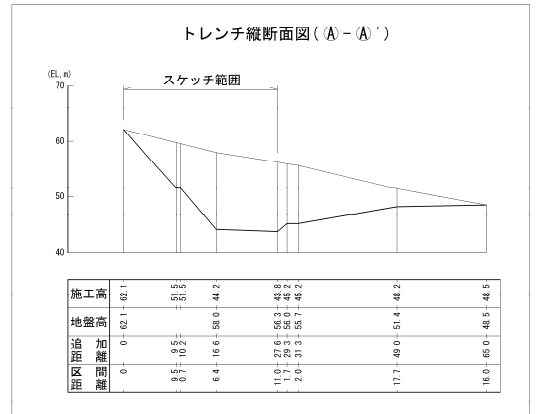 トレンチ縦断面図(Ⓐ-Ⓐ')
(EL,m)
スケッチ範囲
70
60
50
40
施工高 62.1 51.5 51.5 44.2 43.8 45.2 45.2 48.2 48.5
地盤高 62.1 58.0 56.3 56.0 55.7 51.4 48.5
追加距離 0 9.5 10.2 16.6 27.6 29.3 31.3 49.0 65.0
区間距離 0 9.5 0.7 6.4 11.0 1.7 2.0 17.7 16.0